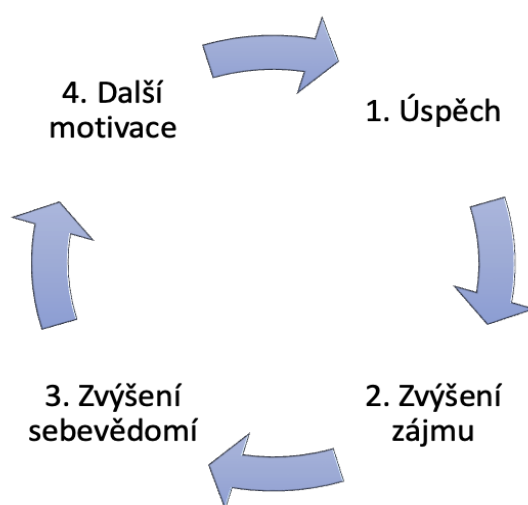 1. Úspěch
2. Zvýšení
zájmu
3. Zvýšení
sebevědomí
4. Další
motivace